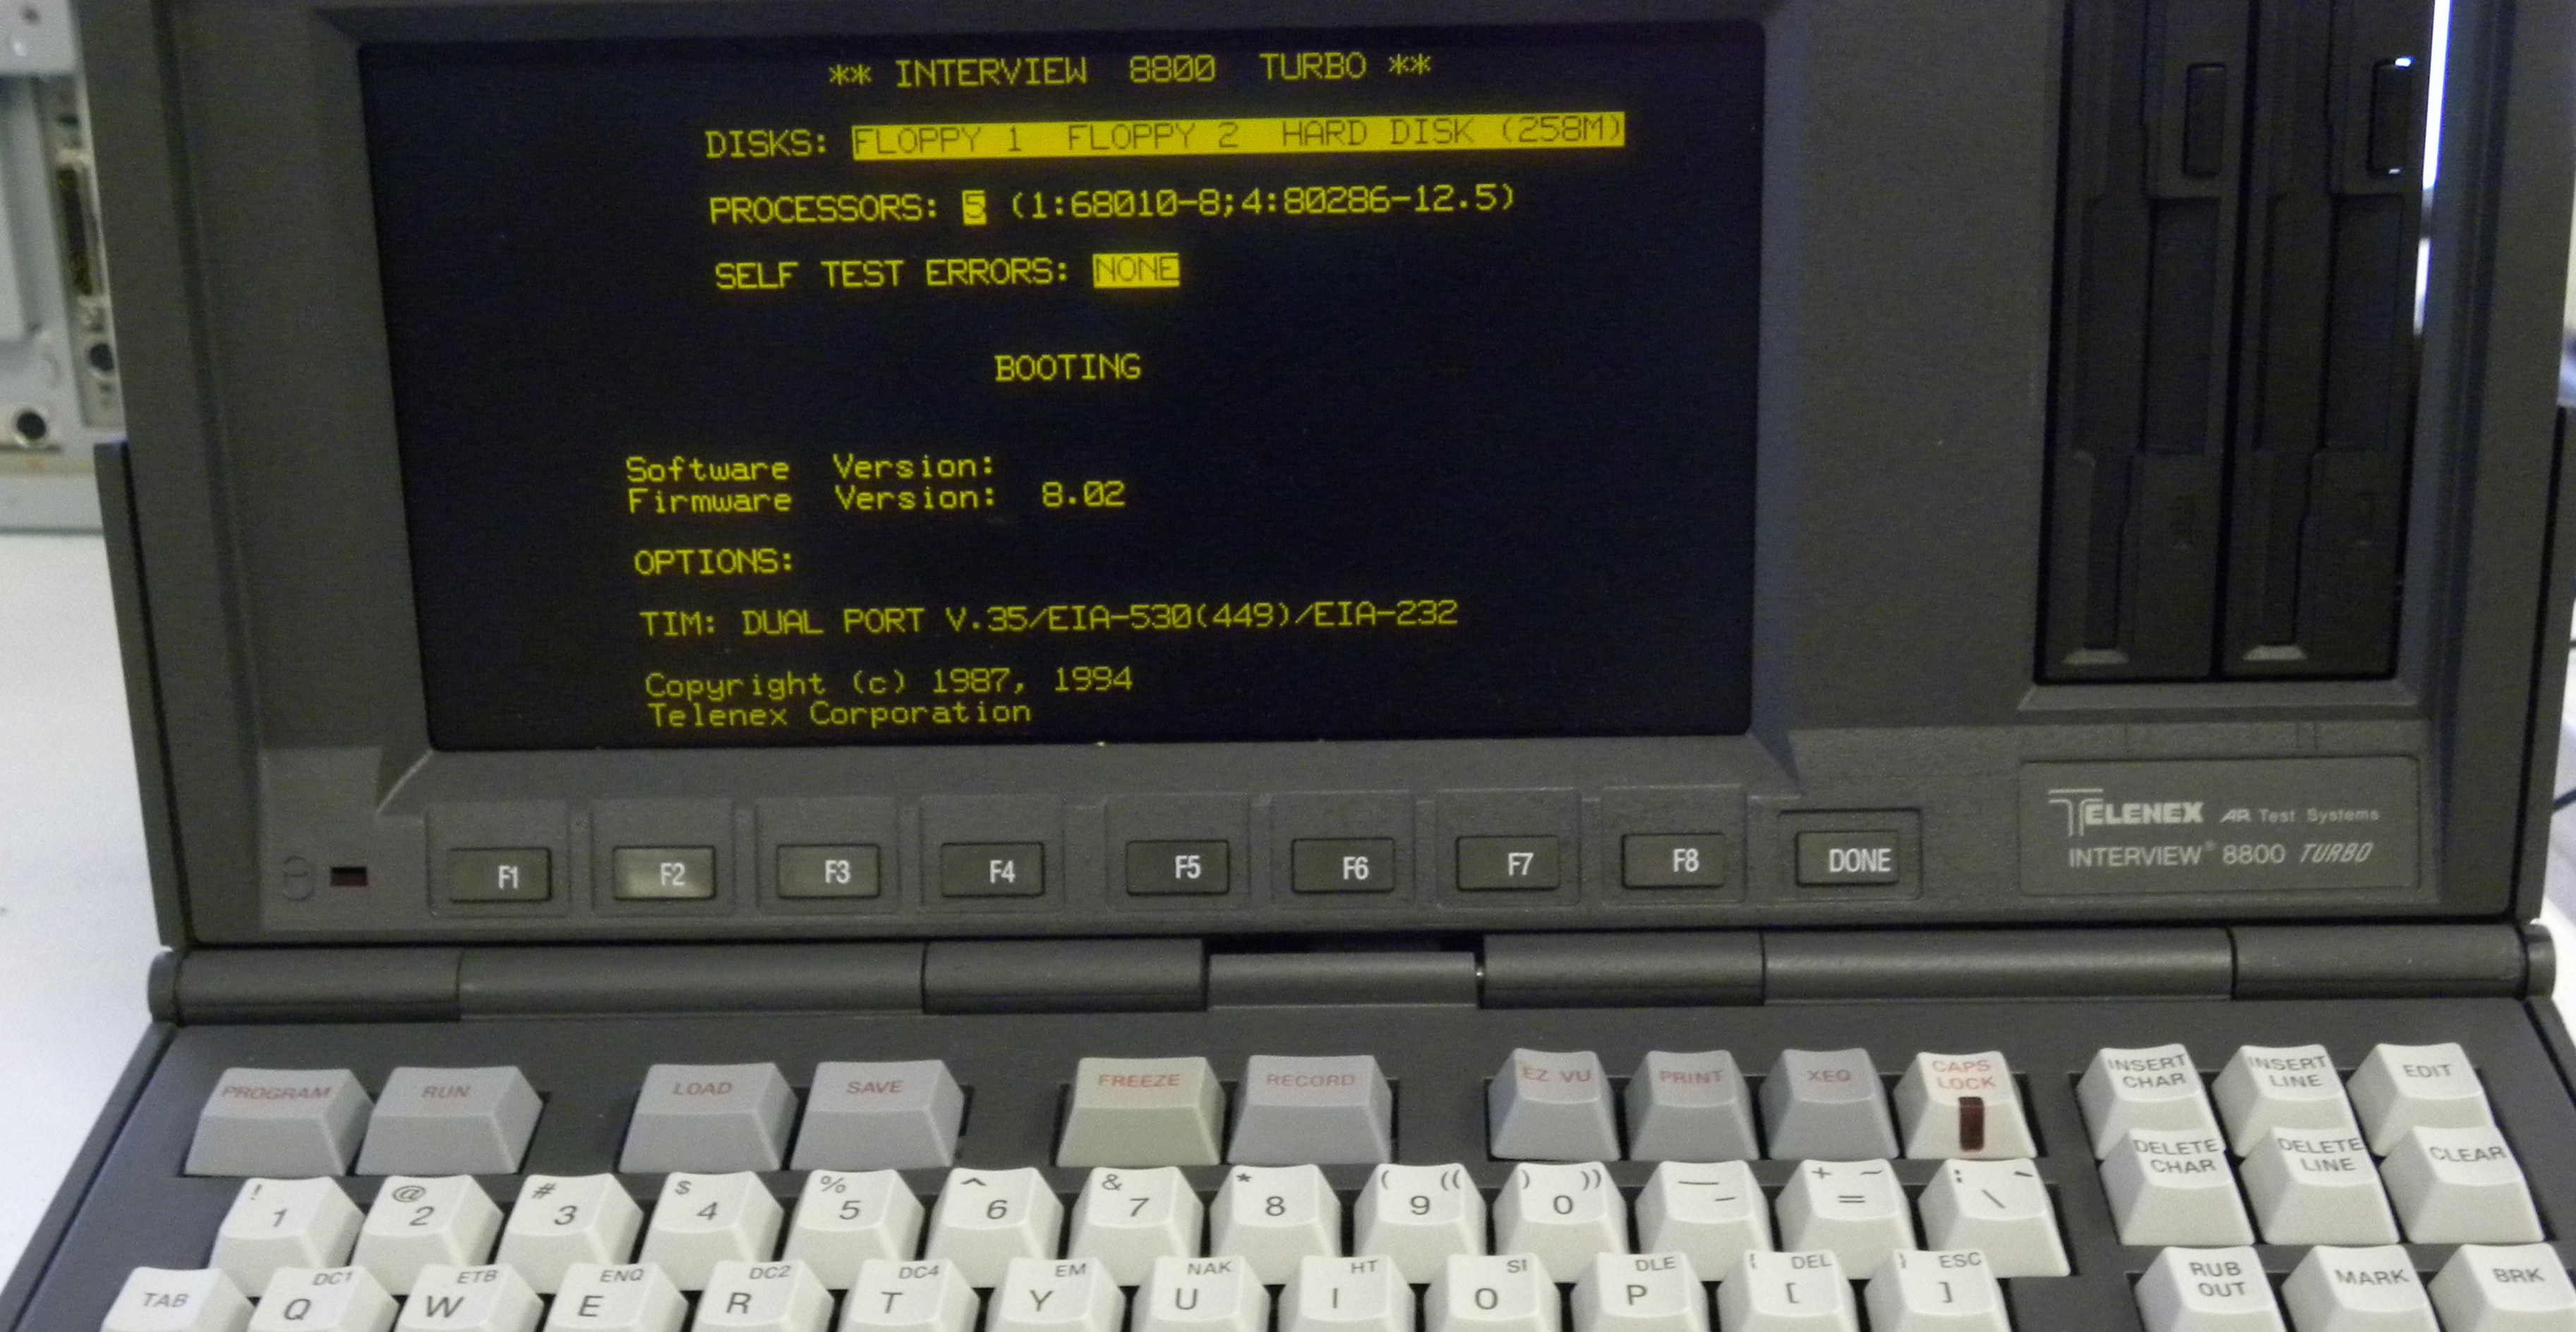 ** INTERVIEW 8800 TURBO **
DISKS: FLOPPY 1 FLOPPY 2 HARD DISK (258M)
PROCESSORS: 5 (1:68010-8;4:80286-12.5)
SELF TEST ERRORS: NONE
BOOTING
Software Version:
Firmware Version: 8.02
OPTIONS:
TIM: DUAL PORT V.35/EIA-530(449)/EIA-232
Copyright (c) 1987, 1994
Telenex Corporation
TELENEX AR Test Systems
INTERVIEW® 8800 TURBO
F1 F2 F3 F4 F5 F6 F7 F8 DONE
PROGRAM RUN LOAD SAVE FREEZE RECORD EZ VU PRINT XEQ CAPS LOCK INSERT CHAR INSERT LINE EDIT
DELETE CHAR DELETE LINE CLEAR
! 1 @ 2 # 3 $ 4 % 5 ^ 6 & 7 * 8 ( (( 9 ) )) 0 — - + ~ = : \
TAB DC1 Q ETB W ENQ E DC2 R DC4 T EM Y NAK U HT I SI O DLE P { DEL [ } ESC ] RUB OUT MARK BRK